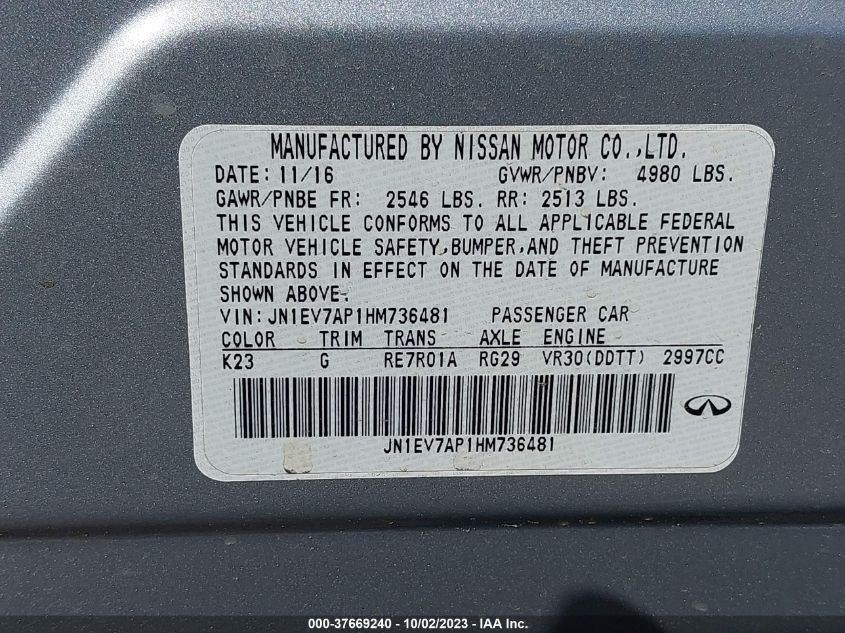 MANUFACTURED BY NISSAN MOTOR CO.,LTD.
DATE: 11/16 GVWR/PNBV: 4980 LBS.
GAWR/PNBE FR: 2546 LBS. RR: 2513 LBS.
THIS VEHICLE CONFORMS TO ALL APPLICABLE FEDERAL
MOTOR VEHICLE SAFETY,BUMPER,AND THEFT PREVENTION
STANDARDS IN EFFECT ON THE DATE OF MANUFACTURE
SHOWN ABOVE.
VIN:JN1EV7AP1HM736481 PASSENGER CAR
COLOR TRIM TRANS AXLE ENGINE
K23 G RE7R01A RG29 VR30(DDTT) 2997CC
JN1EV7AP1HM736481
000-37669240 - 10/02/2023 - IAA Inc.